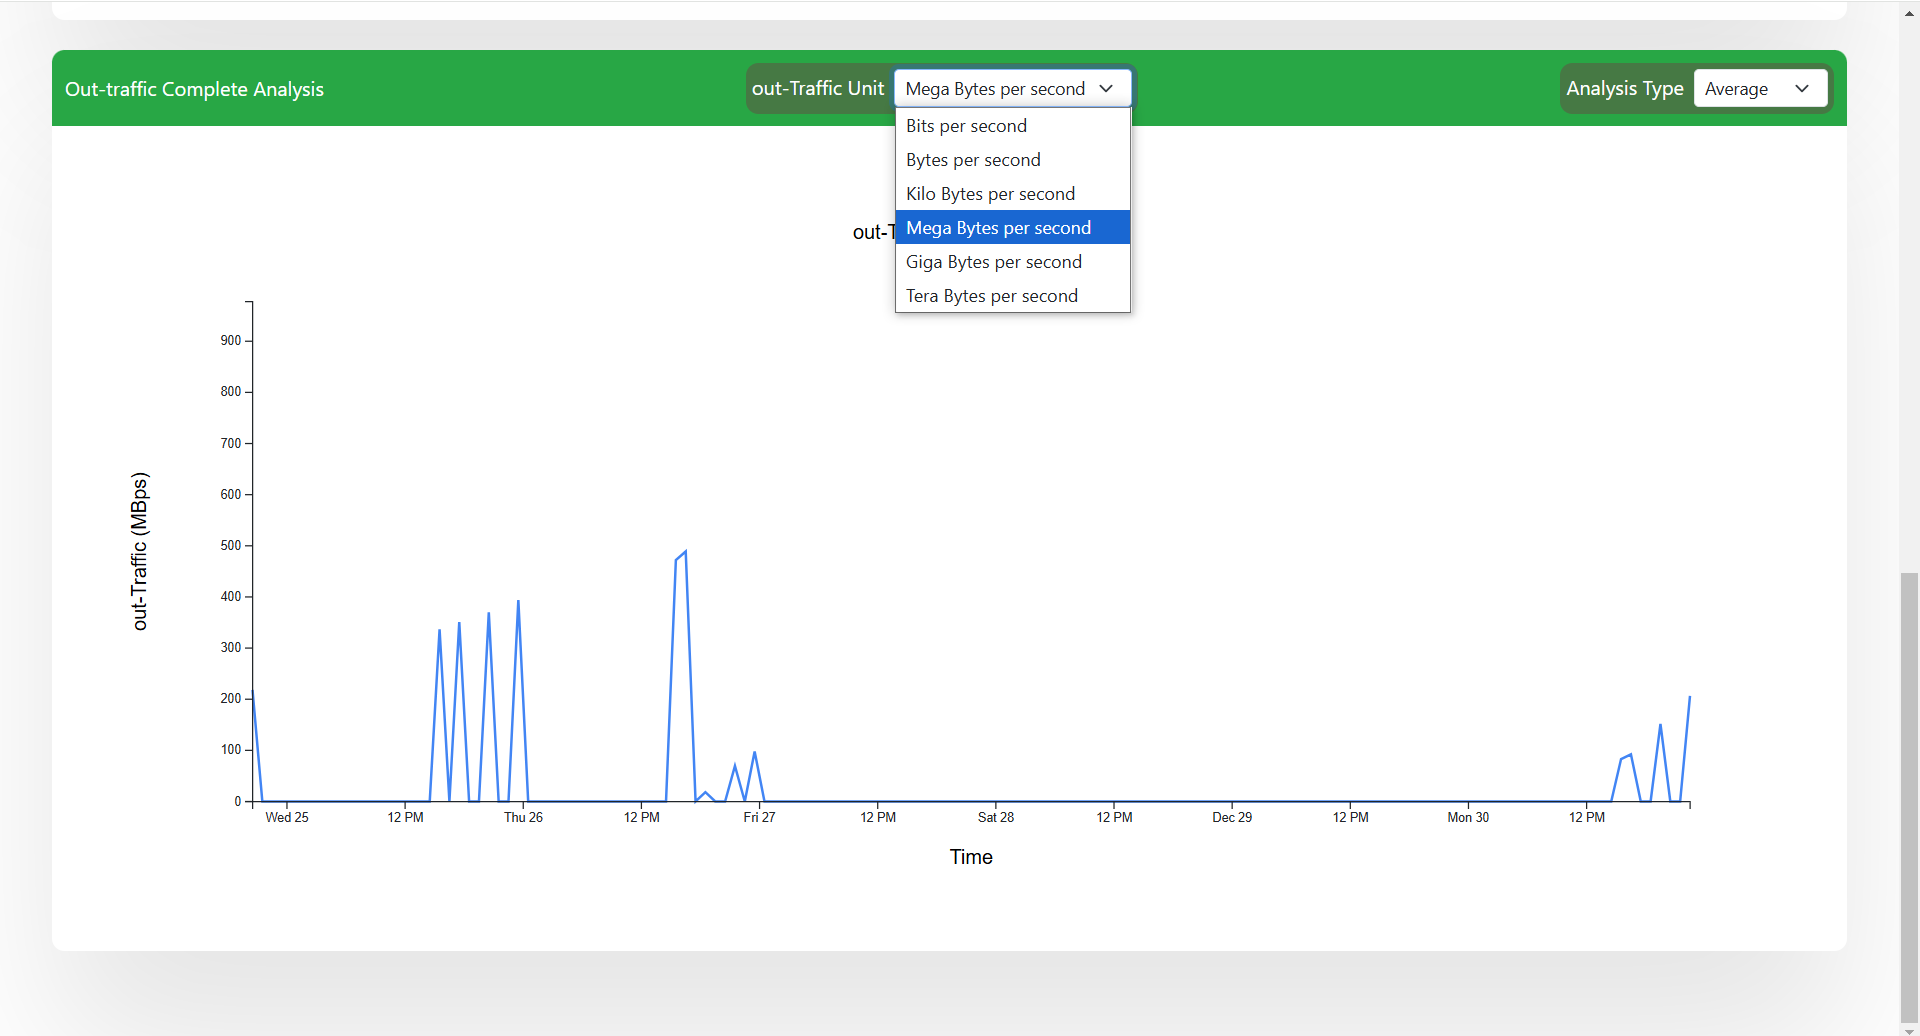 Out-traffic Complete Analysis
out-Traffic Unit Mega Bytes per second
Analysis Type Average
Bits per second
Bytes per second
Kilo Bytes per second
Mega Bytes per second
Giga Bytes per second
Tera Bytes per second
out-T
900
800
700
600
500
400
300
200
100
0
out-Traffic (MBps)
Wed 25 12 PM Thu 26 12 PM Fri 27 12 PM Sat 28 12 PM Dec 29 12 PM Mon 30 12 PM
Time